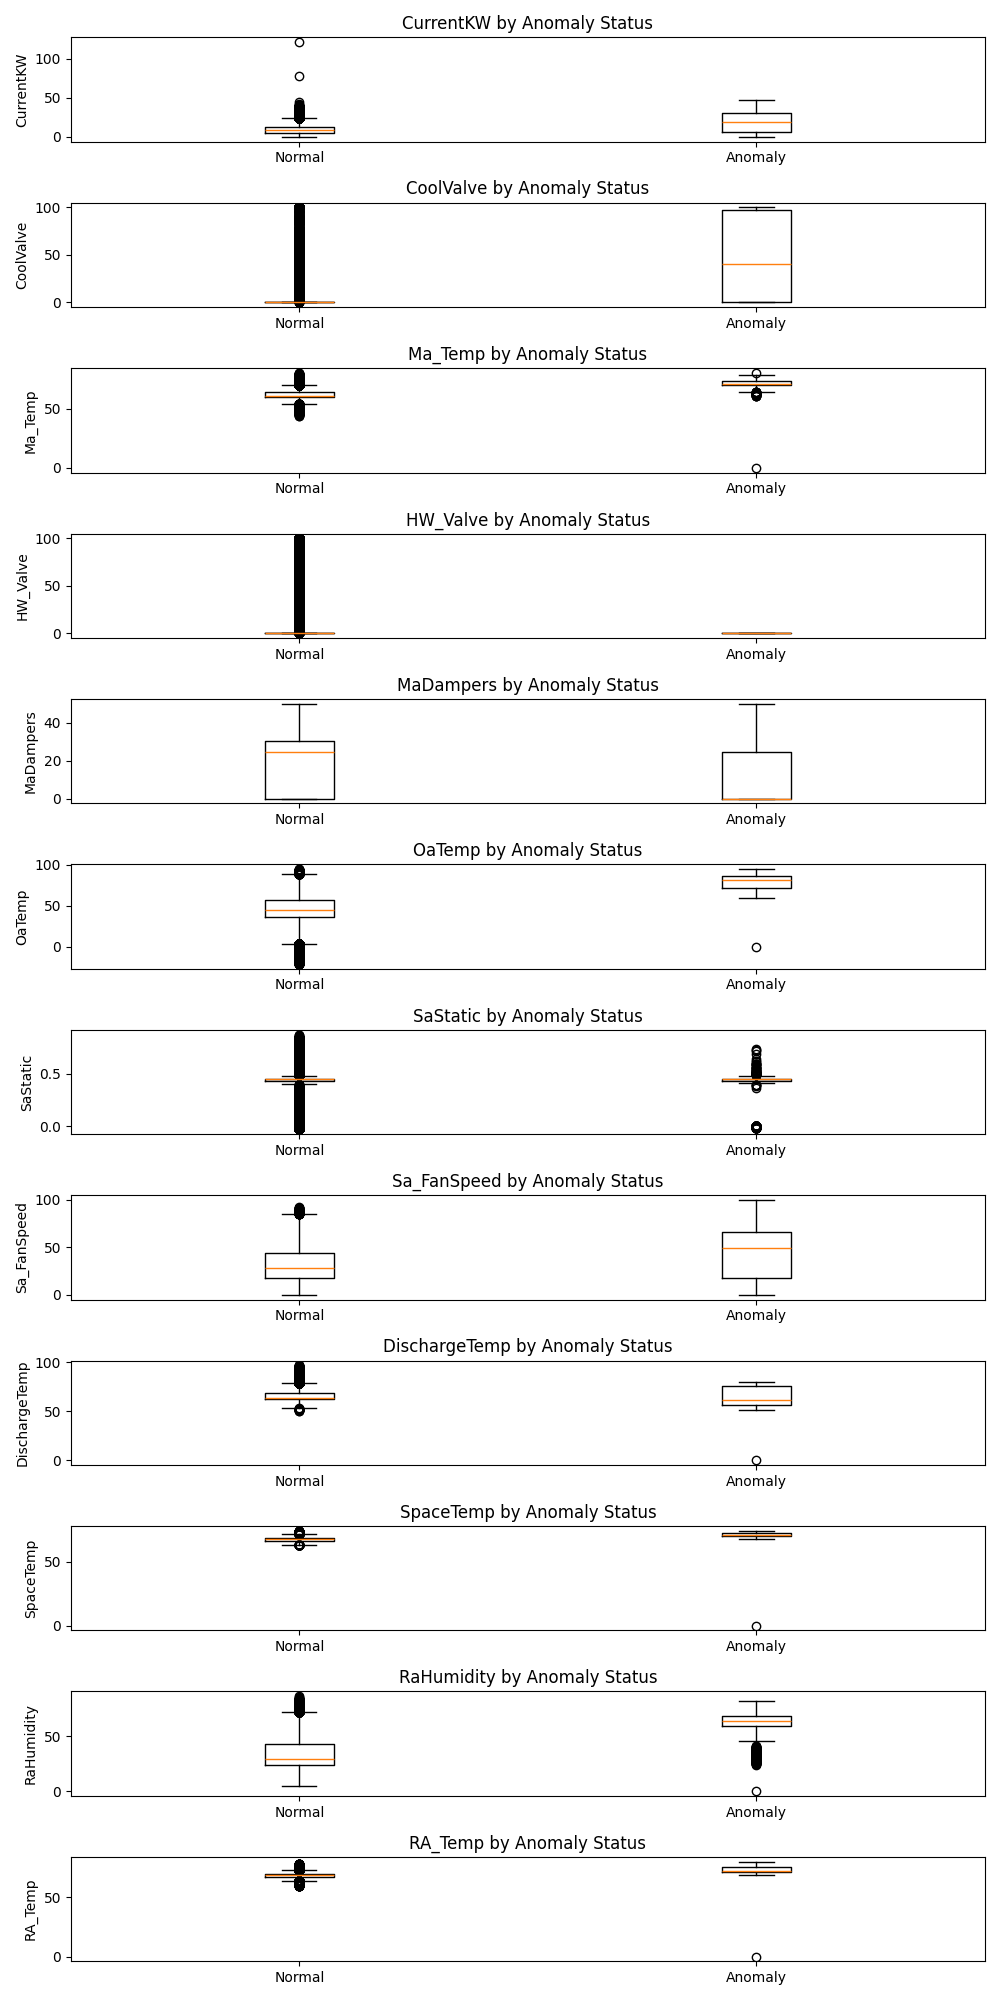 CurrentKW by Anomaly Status
CurrentKW
100
50
0
Normal
Anomaly
CoolValve by Anomaly Status
CoolValve
100
50
0
Normal
Anomaly
Ma_Temp by Anomaly Status
Ma_Temp
50
0
Normal
Anomaly
HW_Valve by Anomaly Status
HW_Valve
100
50
0
Normal
Anomaly
MaDampers by Anomaly Status
MaDampers
40
20
0
Normal
Anomaly
OaTemp by Anomaly Status
OaTemp
100
50
0
Normal
Anomaly
SaStatic by Anomaly Status
SaStatic
0.5
0.0
Normal
Anomaly
Sa_FanSpeed by Anomaly Status
Sa_FanSpeed
100
50
0
Normal
Anomaly
DischargeTemp by Anomaly Status
DischargeTemp
100
50
0
Normal
Anomaly
SpaceTemp by Anomaly Status
SpaceTemp
50
0
Normal
Anomaly
RaHumidity by Anomaly Status
RaHumidity
50
0
Normal
Anomaly
RA_Temp by Anomaly Status
RA_Temp
50
0
Normal
Anomaly